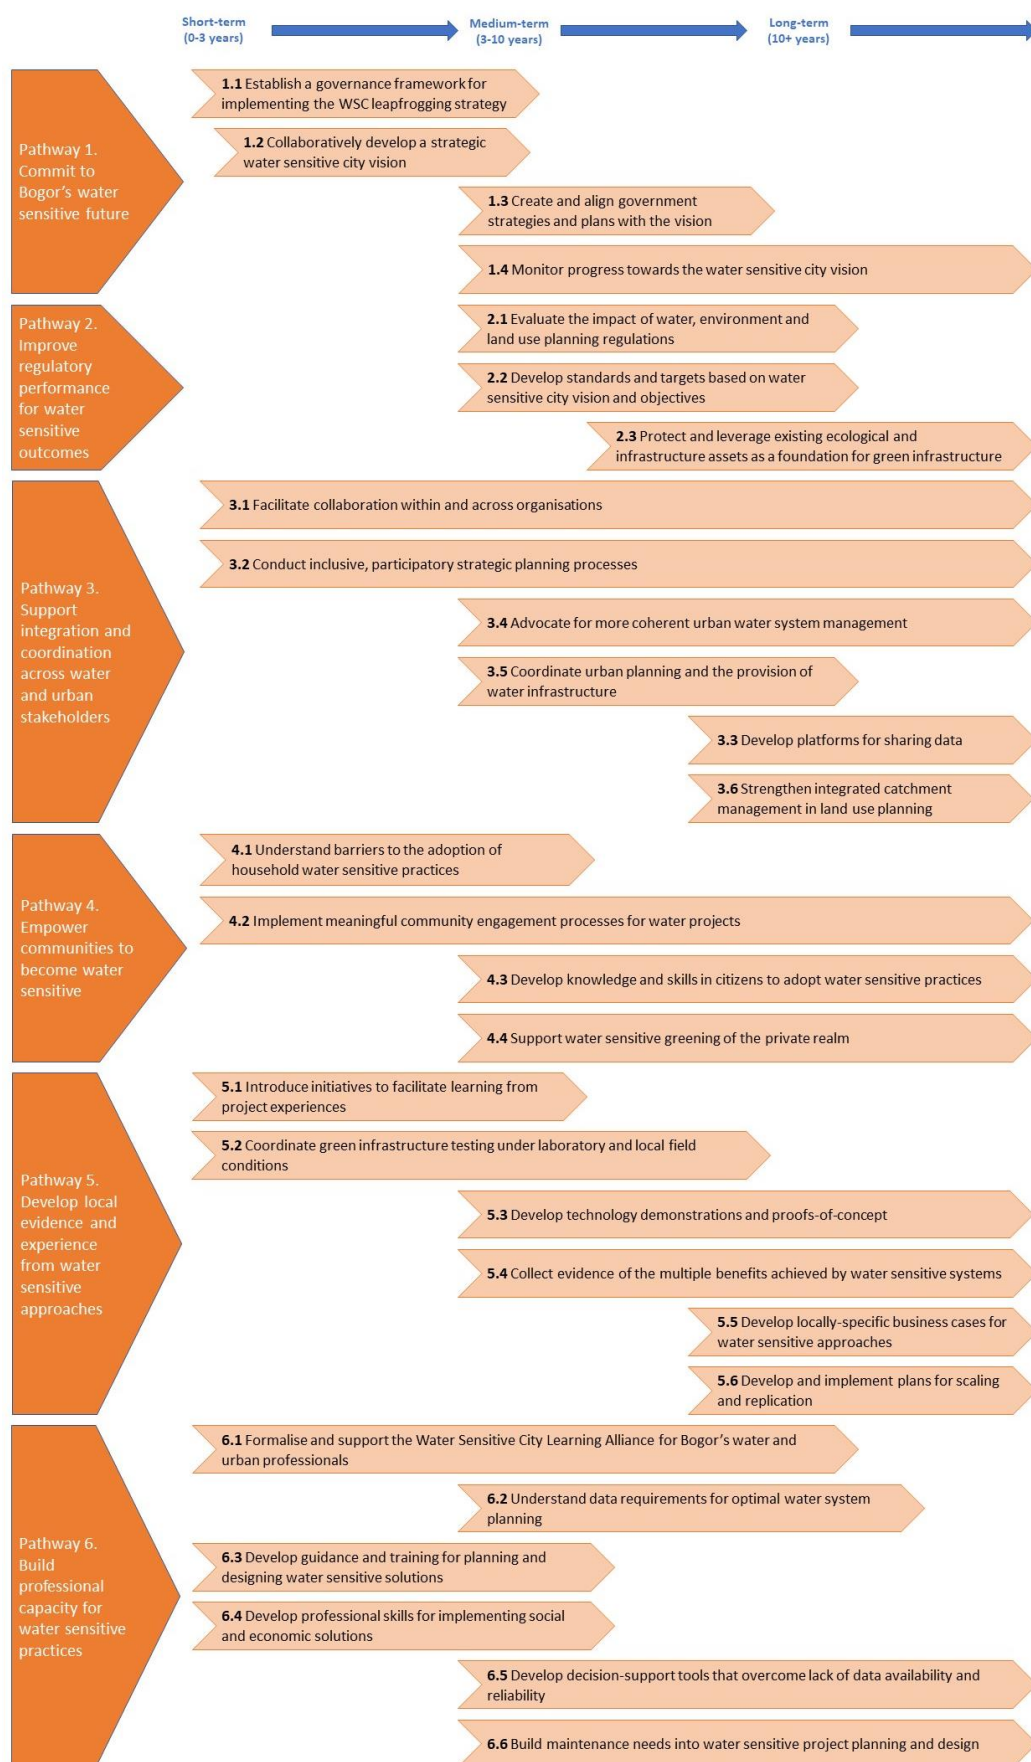 Short-term
(0-3 years)
Medium-term
(3-10 years)
Long-term
(10+ years)
Pathway 1.
Commit to
Bogor’s water
sensitive future
1.1 Establish a governance framework for
implementing the WSC leapfrogging strategy
1.2 Collaboratively develop a strategic
water sensitive city vision
1.3 Create and align government
strategies and plans with the vision
1.4 Monitor progress towards the water sensitive city vision
Pathway 2.
Improve
regulatory
performance
for water
sensitive
outcomes
2.1 Evaluate the impact of water, environment and
land use planning regulations
2.2 Develop standards and targets based on water
sensitive city vision and objectives
2.3 Protect and leverage existing ecological and
infrastructure assets as a foundation for green infrastructure
Pathway 3.
Support
integration and
coordination
across water
and urban
stakeholders
3.1 Facilitate collaboration within and across organisations
3.2 Conduct inclusive, participatory strategic planning processes
3.4 Advocate for more coherent urban water system management
3.5 Coordinate urban planning and the provision of
water infrastructure
3.3 Develop platforms for sharing data
3.6 Strengthen integrated catchment
management in land use planning
Pathway 4.
Empower
communities to
become water
sensitive
4.1 Understand barriers to the adoption of
household water sensitive practices
4.2 Implement meaningful community engagement processes for water projects
4.3 Develop knowledge and skills in citizens to adopt water sensitive practices
4.4 Support water sensitive greening of the private realm
Pathway 5.
Develop local
evidence and
experience
from water
sensitive
approaches
5.1 Introduce initiatives to facilitate learning from
project experiences
5.2 Coordinate green infrastructure testing under laboratory and local field
conditions
5.3 Develop technology demonstrations and proofs-of-concept
5.4 Collect evidence of the multiple benefits achieved by water sensitive systems
5.5 Develop locally-specific business cases for
water sensitive approaches
5.6 Develop and implement plans for scaling
and replication
Pathway 6.
Build
professional
capacity for
water sensitive
practices
6.1 Formalise and support the Water Sensitive City Learning Alliance for Bogor’s water and
urban professionals
6.2 Understand data requirements for optimal water system
planning
6.3 Develop guidance and training for planning and
designing water sensitive solutions
6.4 Develop professional skills for implementing social
and economic solutions
6.5 Develop decision-support tools that overcome lack of data availability and
reliability
6.6 Build maintenance needs into water sensitive project planning and design